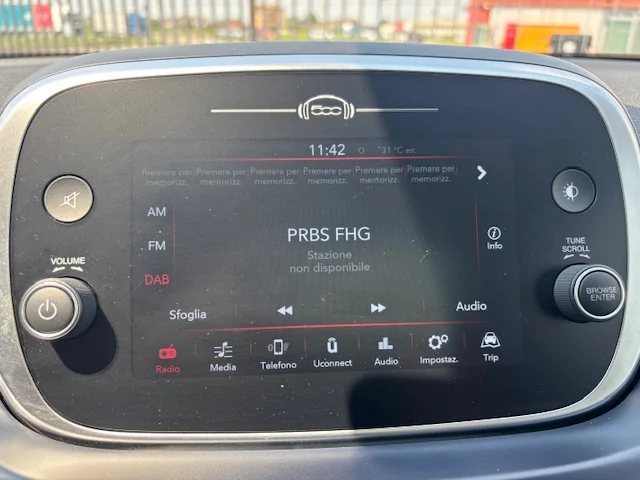 500
11:42 31 °C est.
Premere per memorizz. Premere per memorizz. Premere per memorizz. Premere per memorizz. Premere per memorizz. Premere per memorizz.
AM
FM
DAB
PRBS FHG
Stazione
non disponibile
Info
VOLUME
TUNE
SCROLL
BROWSE
ENTER
Sfoglia
Audio
Radio Media Telefono Uconnect Audio Impostaz. Trip